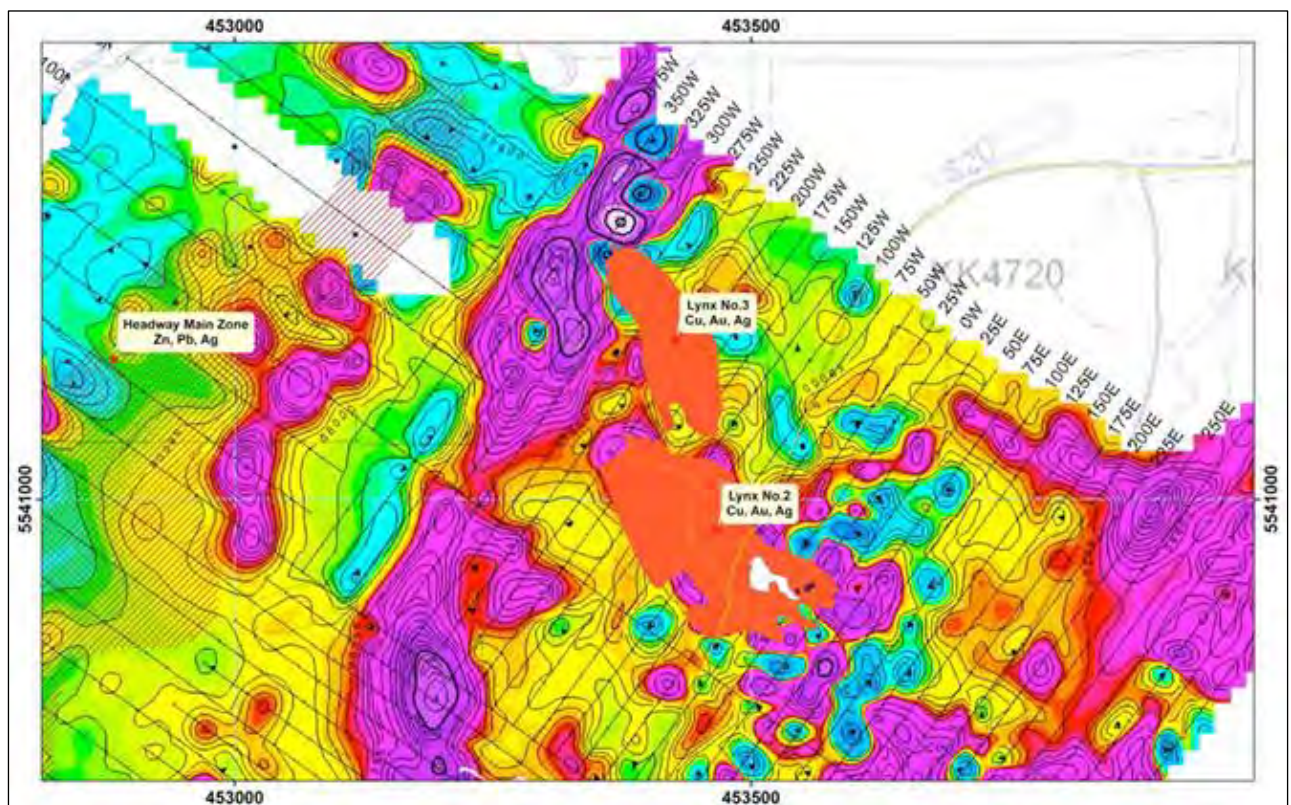 453000
453500
100
75W
350W
325W
300W
275W
250W
225W
200W
175W
150W
125W
100W
75W
50W
25W
0W
25E
50E
75E
100E
125E
150E
175E
200E
225E
250E
KK4720
Lynx No.3
Cu, Au, Ag
Headway Main Zone
Zn, Pb, Ag
Lynx No.2
Cu, Au, Ag
5541000
5541000
453000
453500